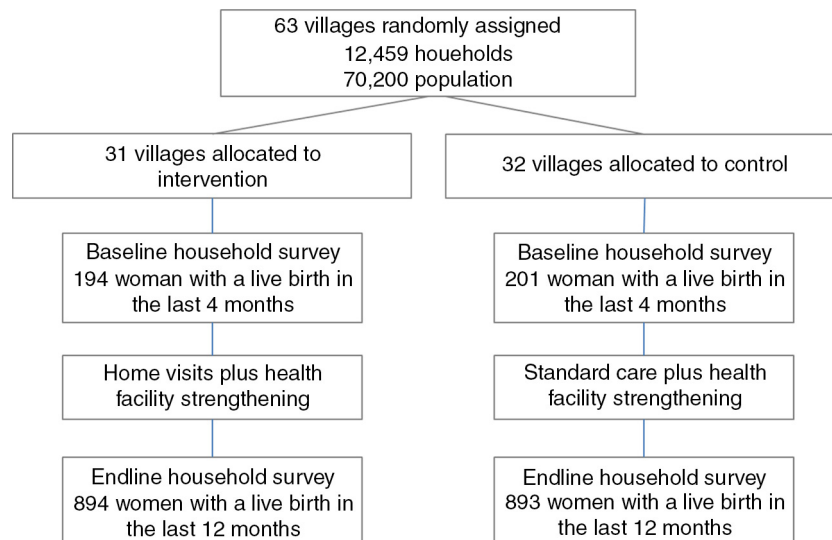 63 villages randomly assigned
12,459 houeholds
70,200 population
31 villages allocated to
intervention
32 villages allocated to control
Baseline household survey
194 woman with a live birth in
the last 4 months
Baseline household survey
201 woman with a live birth in
the last 4 months
Home visits plus health
facility strengthening
Standard care plus health
facility strengthening
Endline household survey
894 women with a live birth in
the last 12 months
Endline household survey
893 women with a live birth in
the last 12 months